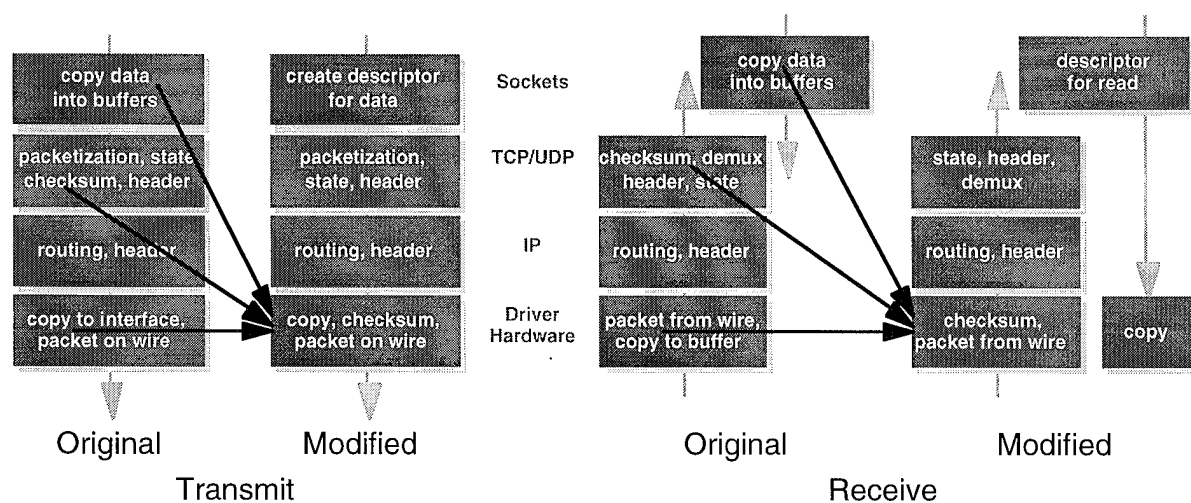 copy data
into buffers
packetization, state
checksum, header
routing, header
copy to interface,
packet on wire
Original
create descriptor
for data
packetization,
state, header
routing, header
copy, checksum,
packet on wire
Modified
Transmit
Sockets
TCP/UDP
IP
Driver
Hardware
copy data
into buffers
checksum, demux
header, state
routing, header
packet from wire,
copy to buffer
Original
descriptor
for read
state, header,
demux
routing, header
checksum,
packet from wire
copy
Modified
Receive